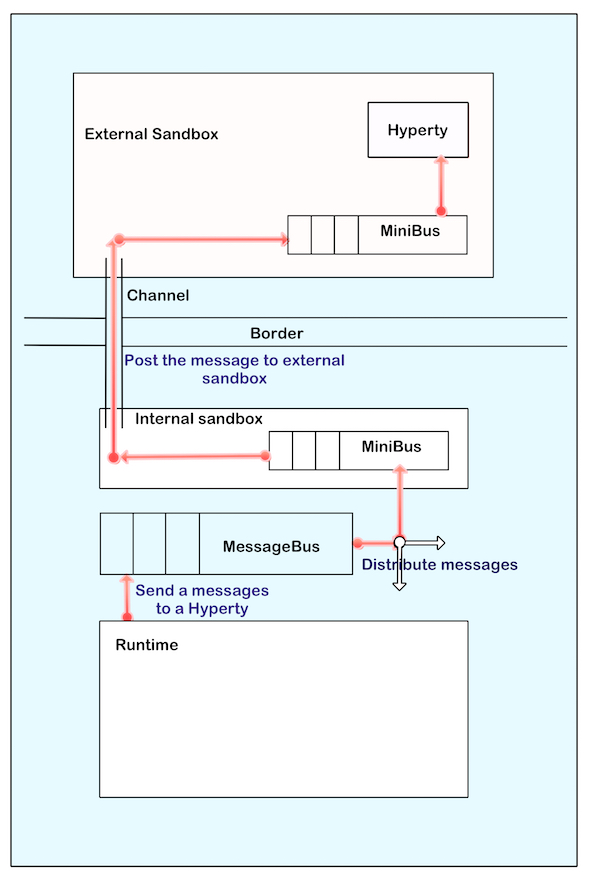 External Sandbox
Hyperty
MiniBus
Channel
Border
Post the message to external
sandbox
Internal sandbox
MiniBus
MessageBus
Distribute messages
Send a messages
to a Hyperty
Runtime